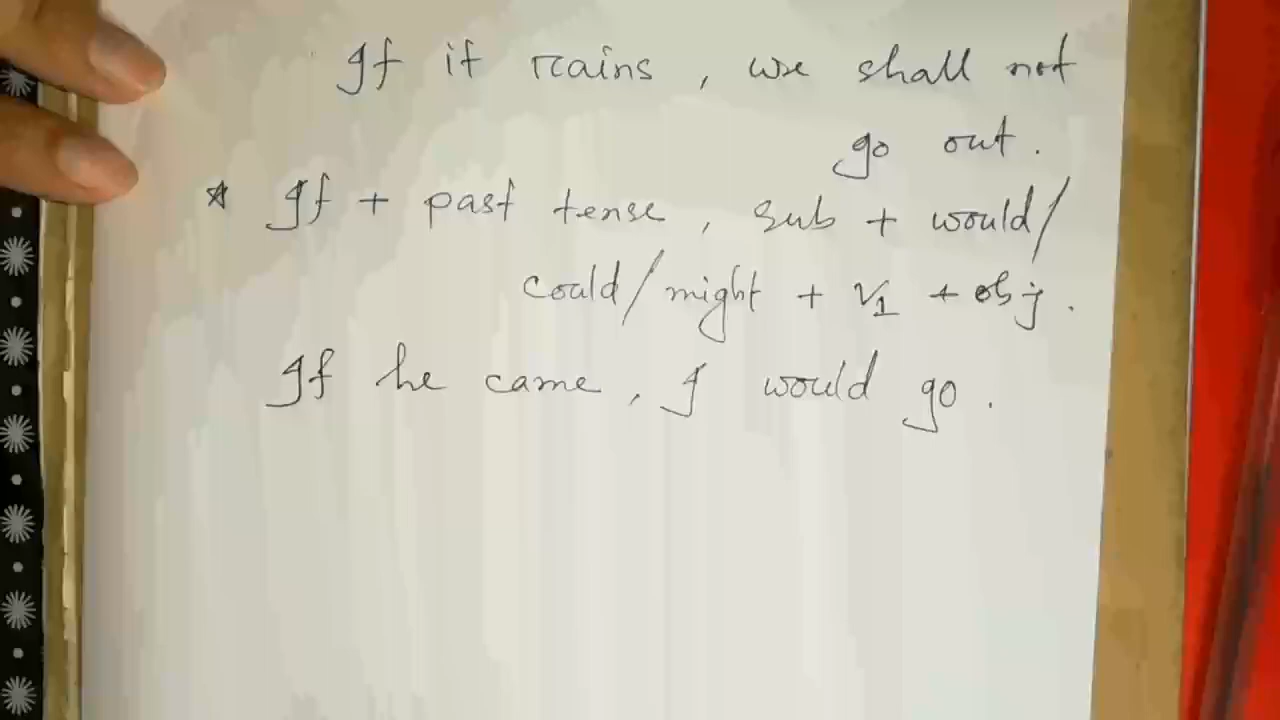 If it rains, we shall not
go out.
* If + past tense, sub + would/
could/might + V1 + obj.
If he came, I would go.